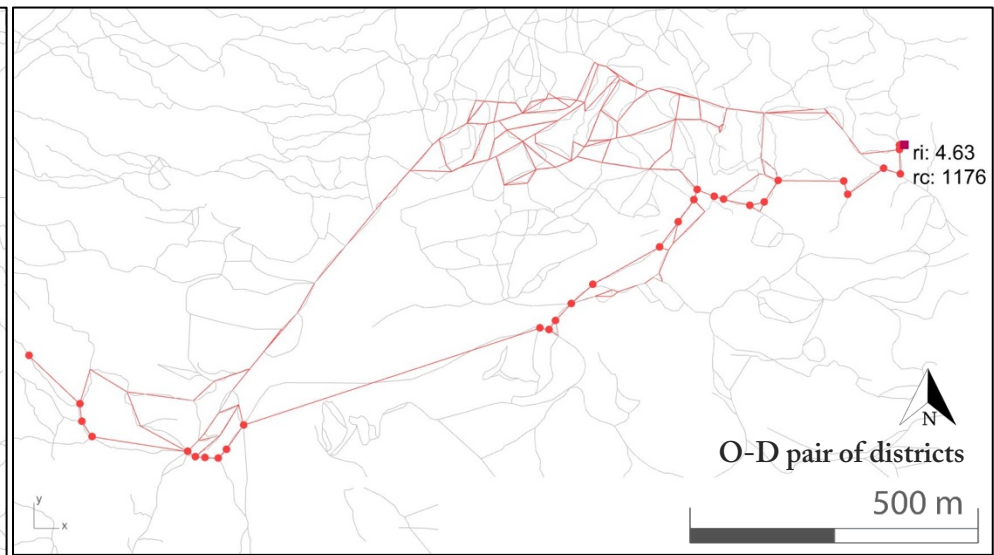 ri: 4.63
rc: 1176
N
O-D pair of districts
500 m
y
x